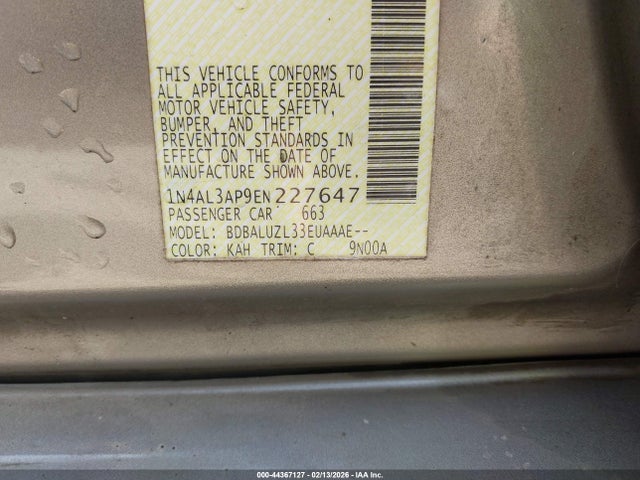 THIS VEHICLE CONFORMS TO
ALL APPLICABLE FEDERAL
MOTOR VEHICLE SAFETY,
BUMPER, AND THEFT
PREVENTION STANDARDS IN
EFFECT ON THE DATE OF
MANUFACTURE SHOWN ABOVE.
1N4AL3AP9EN227647
PASSENGER CAR 663
MODEL: BDBALUZL33EUAAAE--
COLOR: KAH TRIM: C 9N00A
000-44367127 - 02/13/2026 - IAA Inc.